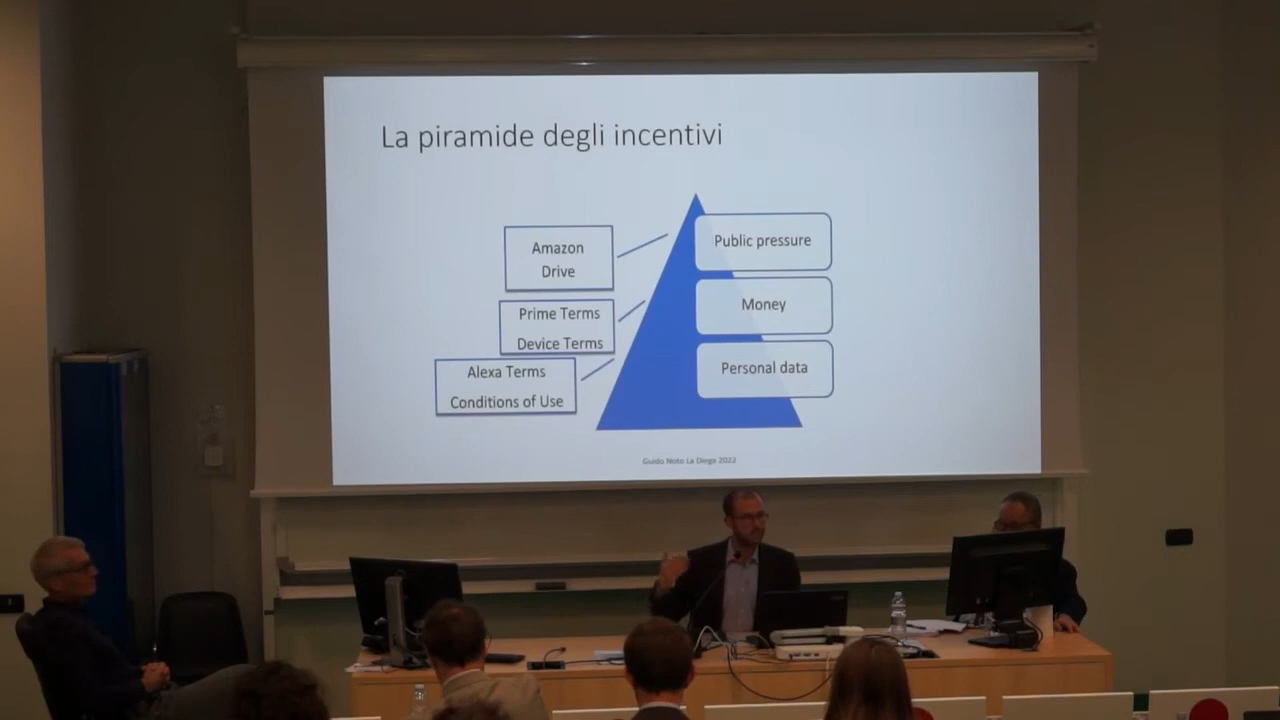 La piramide degli incentivi
Amazon
Drive
Prime Terms
Device Terms
Alexa Terms
Conditions of Use
Public pressure
Money
Personal data
Guido Noto La Diega 2022